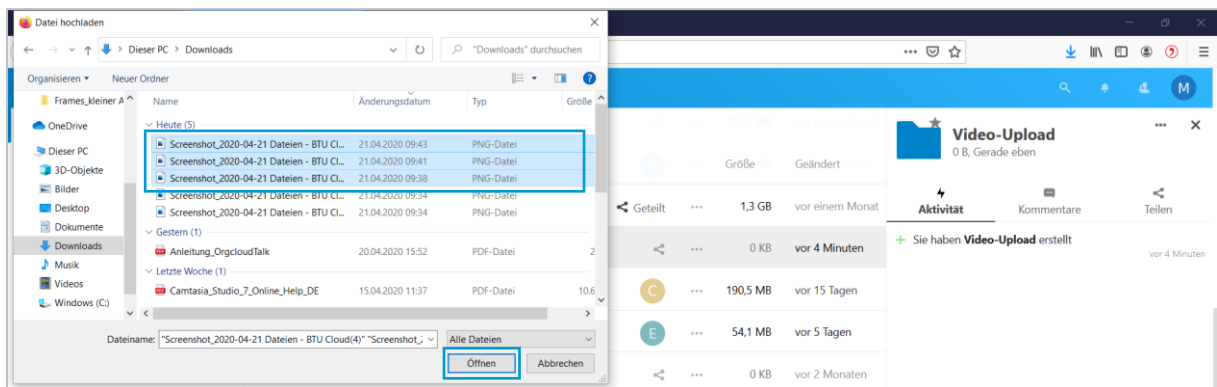 Datei hochladen
Dieser PC > Downloads
"Downloads" durchsuchen
Organisieren
Neuer Ordner
Name
Änderungsdatum
Typ
Größe
Frames_kleiner A
OneDrive
Dieser PC
3D-Objekte
Bilder
Desktop
Dokumente
Downloads
Musik
Videos
Windows (C:)
Heute (5)
Screenshot_2020-04-21 Dateien - BTU Cl... 21.04.2020 09:43 PNG-Datei
Screenshot_2020-04-21 Dateien - BTU Cl... 21.04.2020 09:41 PNG-Datei
Screenshot_2020-04-21 Dateien - BTU Cl... 21.04.2020 09:38 PNG-Datei
Screenshot_2020-04-21 Dateien - BTU Cl... 21.04.2020 09:34 PNG-Datei
Screenshot_2020-04-21 Dateien - BTU Cl... 21.04.2020 09:34 PNG-Datei
Gestern (1)
Anleitung_OrgcloudTalk 20.04.2020 15:52 PDF-Datei 2
Letzte Woche (1)
Camtasia_Studio_7_Online_Help_DE 15.04.2020 11:37 PDF-Datei 10.6
Dateiname: "Screenshot_2020-04-21 Dateien - BTU Cloud(4)" "Screenshot_2
Alle Dateien
Öffnen
Abbrechen
M
Größe
Geändert
Geteilt ... 1,3 GB vor einem Monat
... 0 KB vor 4 Minuten
C ... 190,5 MB vor 15 Tagen
E ... 54,1 MB vor 5 Tagen
... 0 KB vor 2 Monaten
Video-Upload
0 B, Gerade eben
Aktivität
Kommentare
Teilen
Sie haben Video-Upload erstellt
vor 4 Minuten